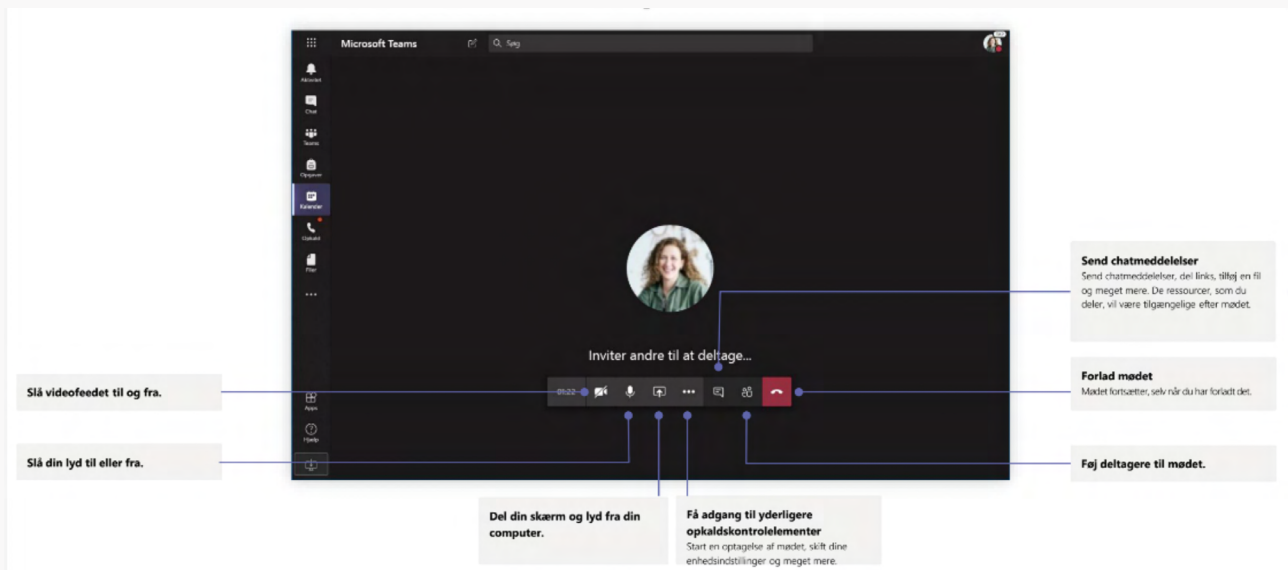 Microsoft Teams
Søg
Aktivitet
Chat
Teams
Opgaver
Kalender
Opkald
Filer
Inviter andre til at deltage...
01:22
Apps
Hjælp
Slå videofeedet til og fra.
Slå din lyd til eller fra.
Del din skærm og lyd fra din
computer.
Få adgang til yderligere
opkaldskontrolelementer
Start en optagelse af mødet, skift dine
enhedsindstillinger og meget mere.
Send chatmeddelelser
Send chatmeddelelser, del links, tilføj en fil
og meget mere. De ressourcer, som du
deler, vil være tilgængelige efter mødet.
Forlad mødet
Mødet fortsætter, selv når du har forladt det.
Føj deltagere til mødet.